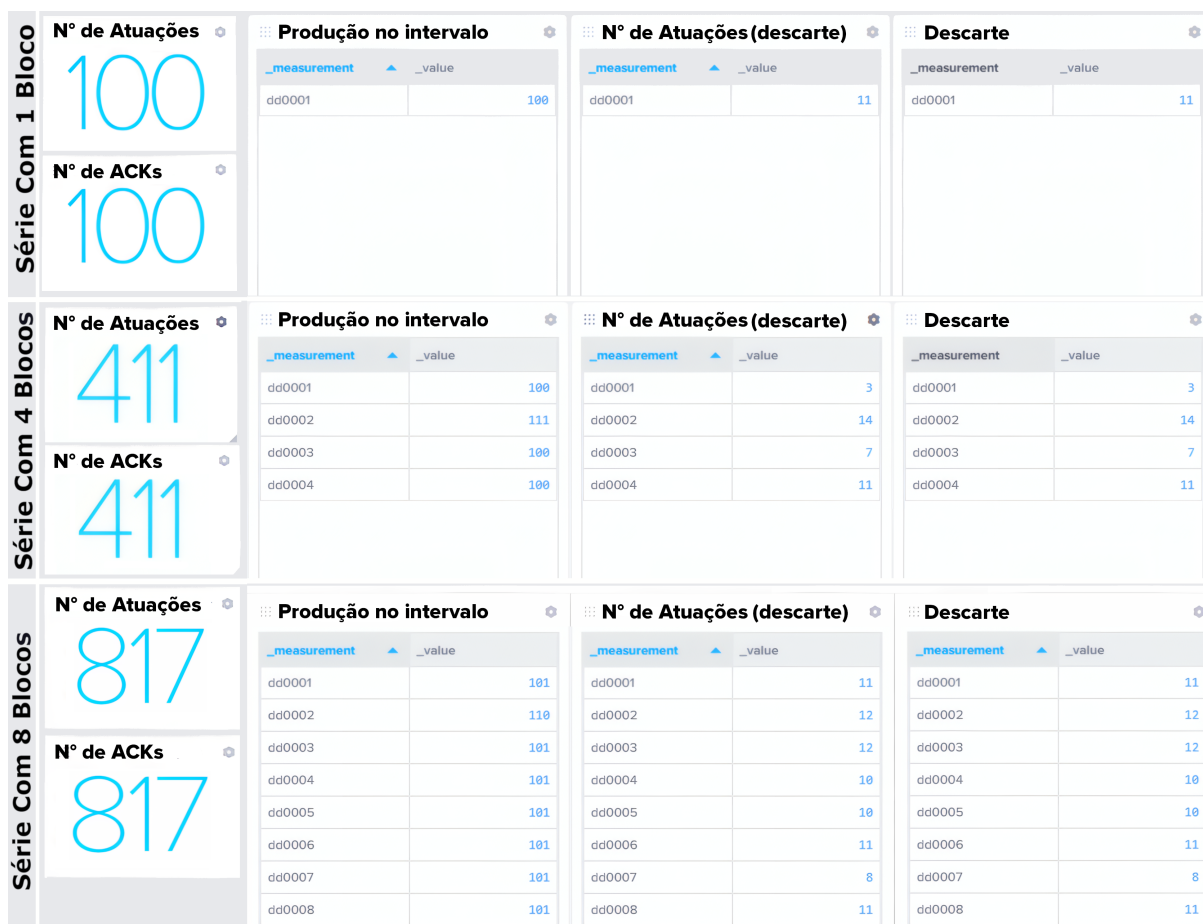 Série Com 1 Bloco
N° de Atuações
100
N° de ACKs
100
Produção no intervalo
_measurement _value
dd0001 100
N° de Atuações (descarte)
_measurement _value
dd0001 11
Descarte
_measurement _value
dd0001 11
Série Com 4 Blocos
N° de Atuações
411
N° de ACKs
411
Produção no intervalo
_measurement _value
dd0001 100
dd0002 111
dd0003 100
dd0004 100
N° de Atuações (descarte)
_measurement _value
dd0001 3
dd0002 14
dd0003 7
dd0004 11
Descarte
_measurement _value
dd0001 3
dd0002 14
dd0003 7
dd0004 11
Série Com 8 Blocos
N° de Atuações
817
N° de ACKs
817
Produção no intervalo
_measurement _value
dd0001 101
dd0002 110
dd0003 101
dd0004 101
dd0005 101
dd0006 101
dd0007 101
dd0008 101
N° de Atuações (descarte)
_measurement _value
dd0001 11
dd0002 12
dd0003 12
dd0004 10
dd0005 10
dd0006 11
dd0007 8
dd0008 11
Descarte
_measurement _value
dd0001 11
dd0002 12
dd0003 12
dd0004 10
dd0005 10
dd0006 11
dd0007 8
dd0008 11